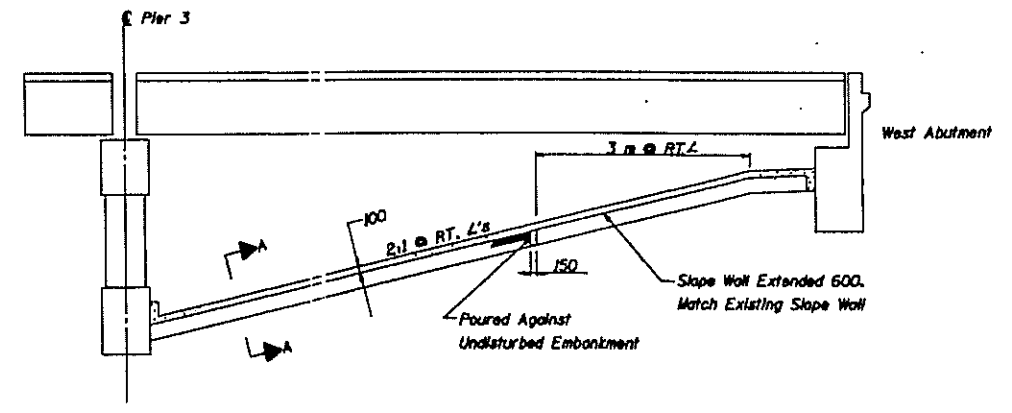 ℄ Pier 3
West Abutment
3 m @ RT.∠
100
2:1 @ RT. ∠'s
A
150
Slope Wall Extended 600.
Match Existing Slope Wall
Poured Against
Undisturbed Embankment
A